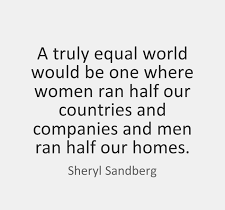 A truly equal world
would be one where
women ran half our
countries and
companies and men
ran half our homes.
Sheryl Sandberg